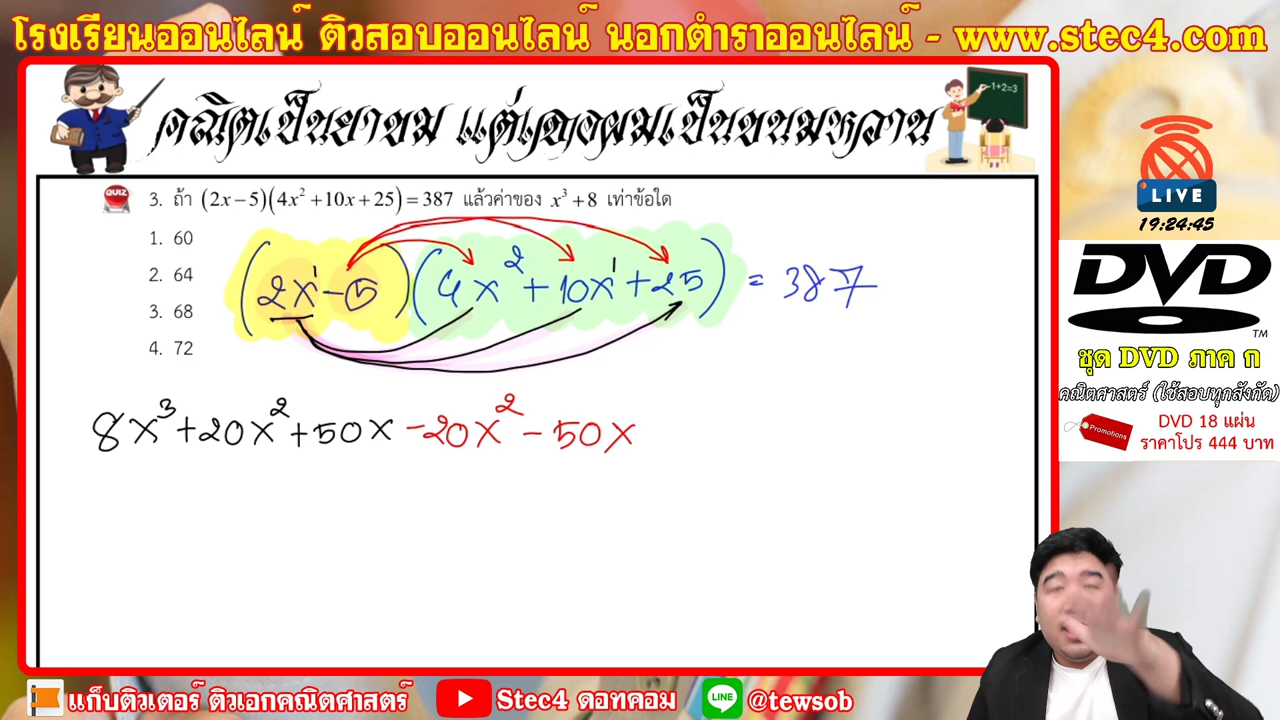 โรงเรียนออนไลน์ ติวสอบออนไลน์ นอกตำราออนไลน์ - www.stec4.com
คณิตเป็นยาขม แต่เจอผมเป็นขนมหวาน
-1+2=3
QUIZ
3. ถ้า (2x−5)(4x²+10x+25)=387 แล้วค่าของ x³+8 เท่าข้อใด
1. 60
2. 64
3. 68
4. 72
(2x¹-5)(4x²+10x¹+25) = 387
8x³+20x²+50x-20x²-50x
LIVE
19:24:45
DVD
TM
ชุด DVD ภาค ก
คณิตศาสตร์ (ใช้สอบทุกสังกัด)
Promotions
DVD 18 แผ่น
ราคาโปร 444 บาท
แก็บติวเตอร์ ติวเอกคณิตศาสตร์
Stec4 ดอทคอม
LINE
@tewsob